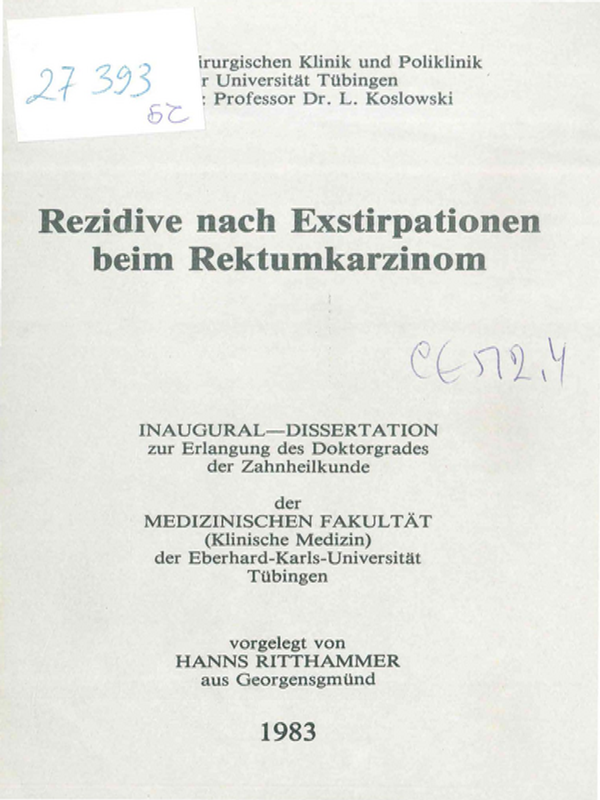 27 393
irurgischen Klinik und Poliklinik
r Universität Tübingen
: Professor Dr. L. Koslowski
Rezidive nach Exstirpationen
beim Rektumkarzinom
INAUGURAL—DISSERTATION
zur Erlangung des Doktorgrades
der Zahnheilkunde
der
MEDIZINISCHEN FAKULTÄT
(Klinische Medizin)
der Eberhard-Karls-Universität
Tübingen
vorgelegt von
HANNS RITTHAMMER
aus Georgensgmünd
1983